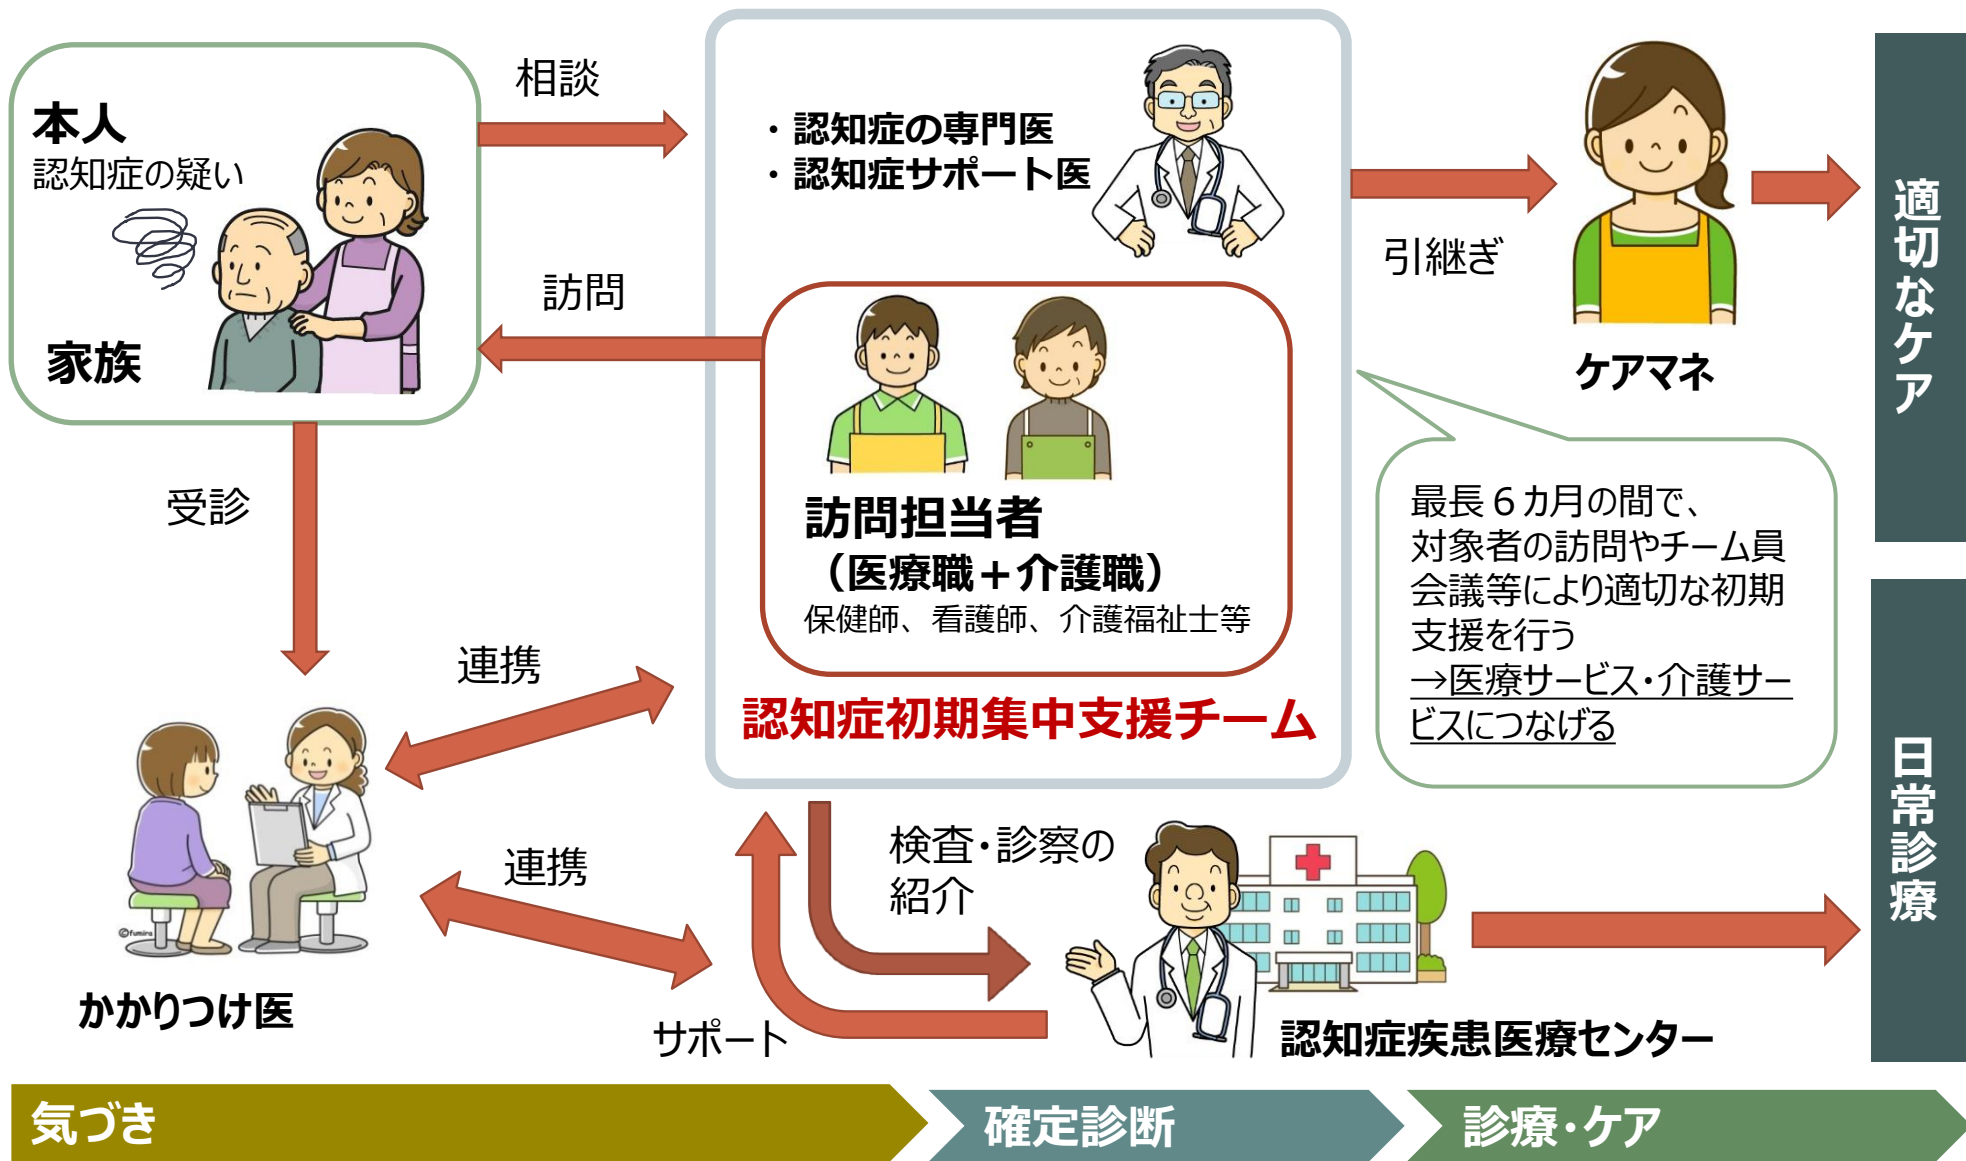 本人
認知症の疑い
家族
相談
訪問
受診
・認知症の専門医
・認知症サポート医
訪問担当者
（医療職＋介護職）
保健師、看護師、介護福祉士等
認知症初期集中支援チーム
引継ぎ
ケアマネ
適切なケア
最長６カ月の間で、
対象者の訪問やチーム員
会議等により適切な初期
支援を行う
→医療サービス・介護サー
ビスにつなげる
連携
連携
©fumira
かかりつけ医
検査・診察の
紹介
サポート
認知症疾患医療センター
日常診療
気づき
確定診断
診療・ケア